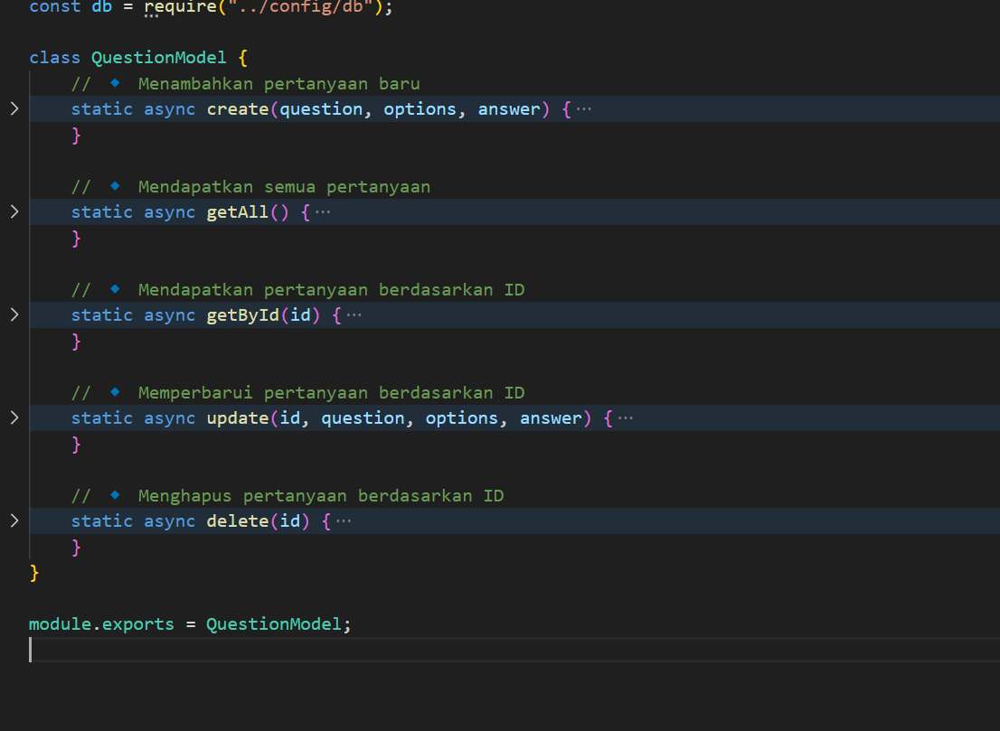 const db = require("../config/db");
class QuestionModel {
// 🔹 Menambahkan pertanyaan baru
static async create(question, options, answer) {···
}
// 🔹 Mendapatkan semua pertanyaan
static async getAll() {···
}
// 🔹 Mendapatkan pertanyaan berdasarkan ID
static async getById(id) {···
}
// 🔹 Memperbarui pertanyaan berdasarkan ID
static async update(id, question, options, answer) {···
}
// 🔹 Menghapus pertanyaan berdasarkan ID
static async delete(id) {···
}
}
module.exports = QuestionModel;